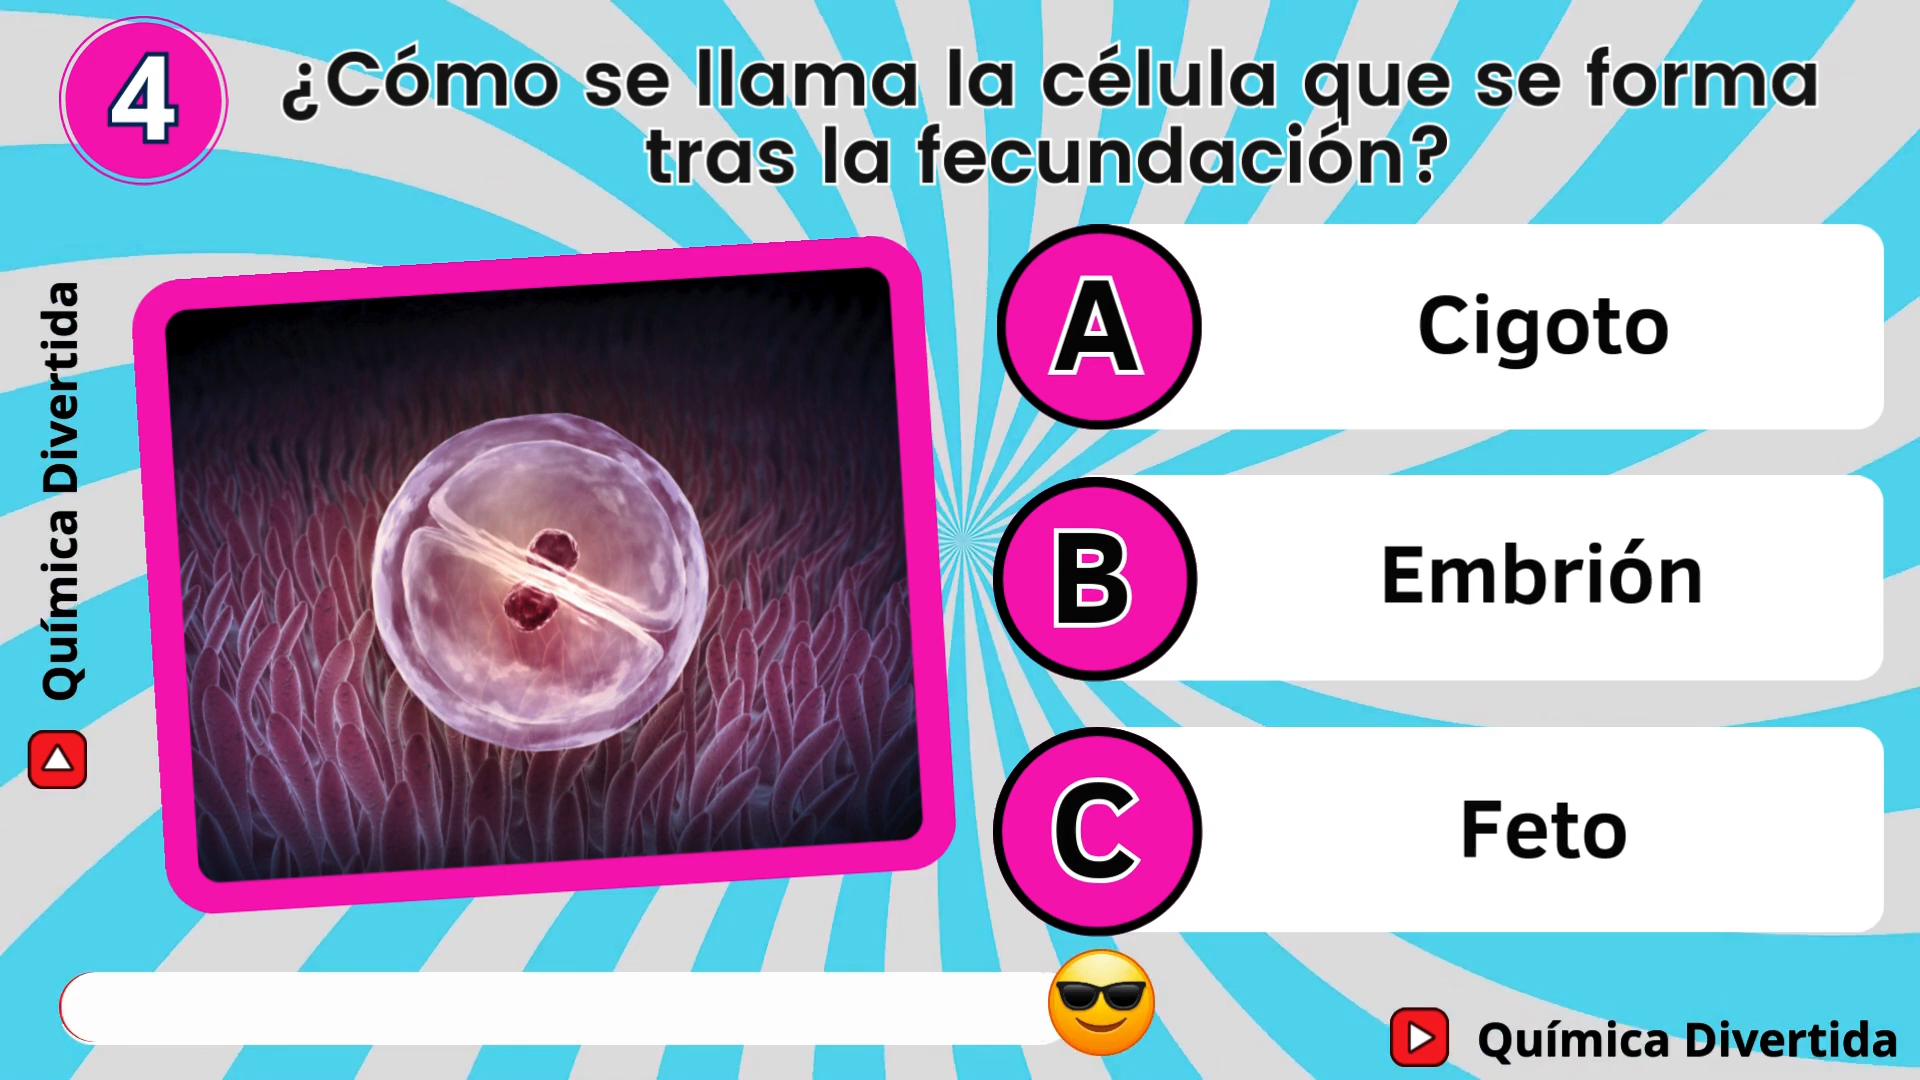 4
¿Cómo se llama la célula que se forma
tras la fecundación?
Química Divertida
A
Cigoto
B
Embrión
C
Feto
Química Divertida